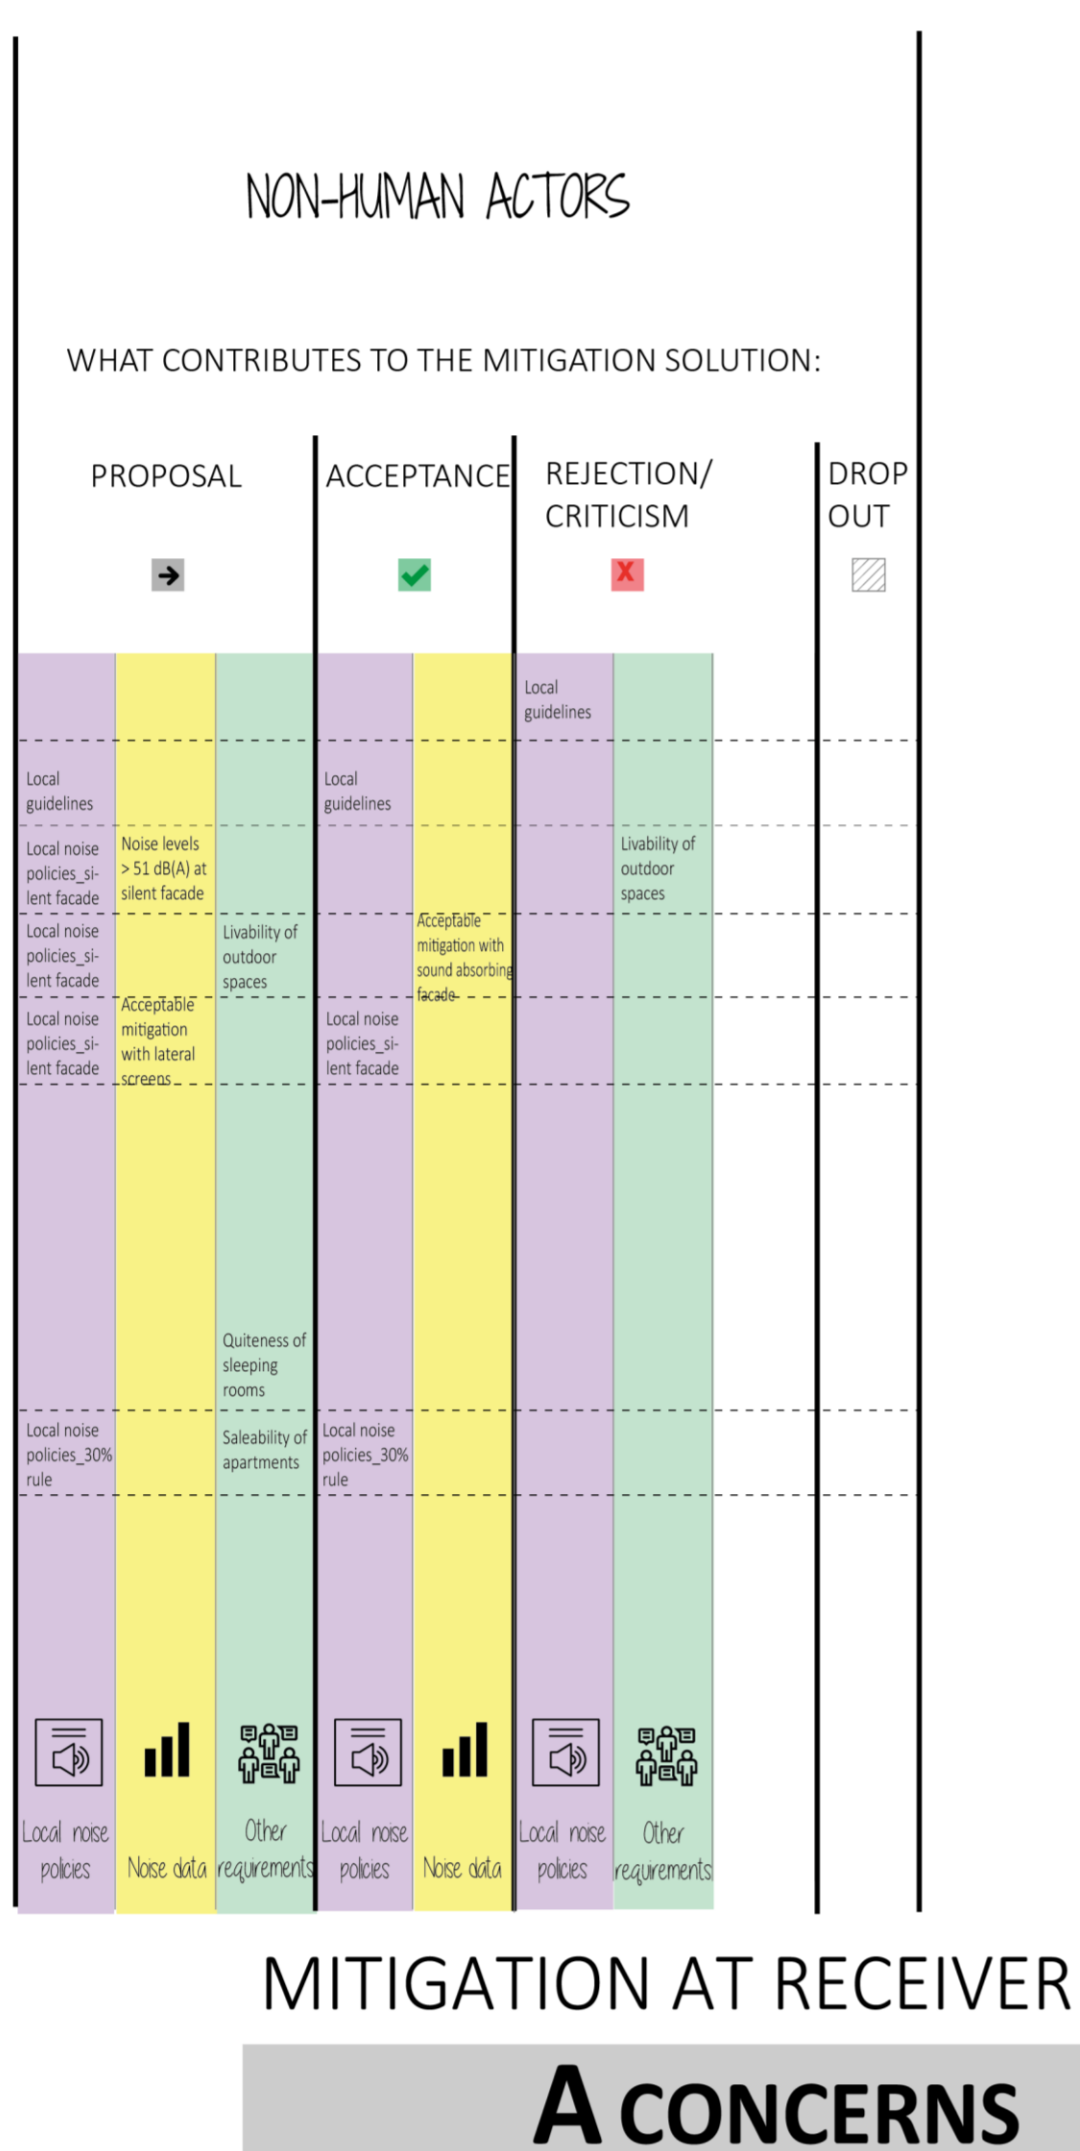 NON-HUMAN ACTORS
WHAT CONTRIBUTES TO THE MITIGATION SOLUTION:
PROPOSAL
ACCEPTANCE
REJECTION/
CRITICISM
DROP
OUT
X
Local
guidelines
Local
guidelines
Local
guidelines
Local noise
policies_si-
lent facade
Noise levels
> 51 dB(A) at
silent facade
Livability of
outdoor
spaces
Local noise
policies_si-
lent facade
Livability of
outdoor
spaces
Acceptable
mitigation with
sound absorbing
facade
Local noise
policies_si-
lent facade
Acceptable
mitigation
with lateral
screens
Local noise
policies_si-
lent facade
Quiteness of
sleeping
rooms
Local noise
policies_30%
rule
Saleability of
apartments
Local noise
policies_30%
rule
Local noise
policies
Noise data
Other
requirements
Local noise
policies
Noise data
Local noise
policies
Other
requirements
MITIGATION AT RECEIVER
A CONCERNS